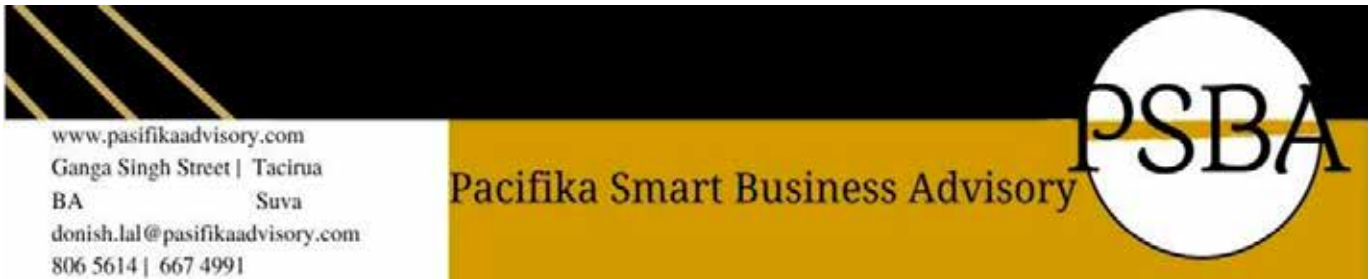 www.pasifikaadvisory.com
Ganga Singh Street | Tacirua
BA Suva
donish.lal@pasifikaadvisory.com
806 5614 | 667 4991
Pacifika Smart Business Advisory
PSBA